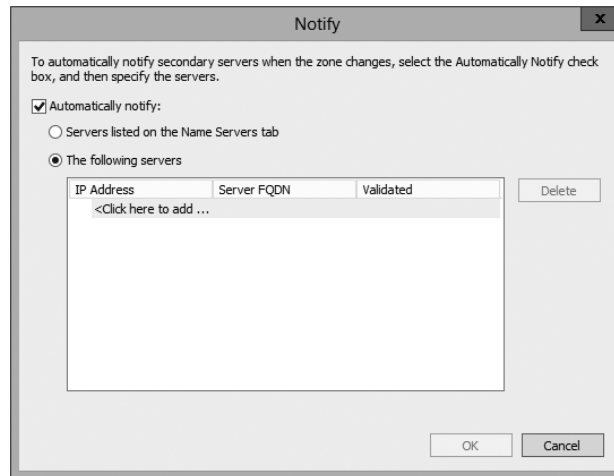 Notify
x
To automatically notify secondary servers when the zone changes, select the Automatically Notify check
box, and then specify the servers.
Automatically notify:
Servers listed on the Name Servers tab
The following servers
IP Address Server FQDN Validated
<Click here to add ...
Delete
OK Cancel